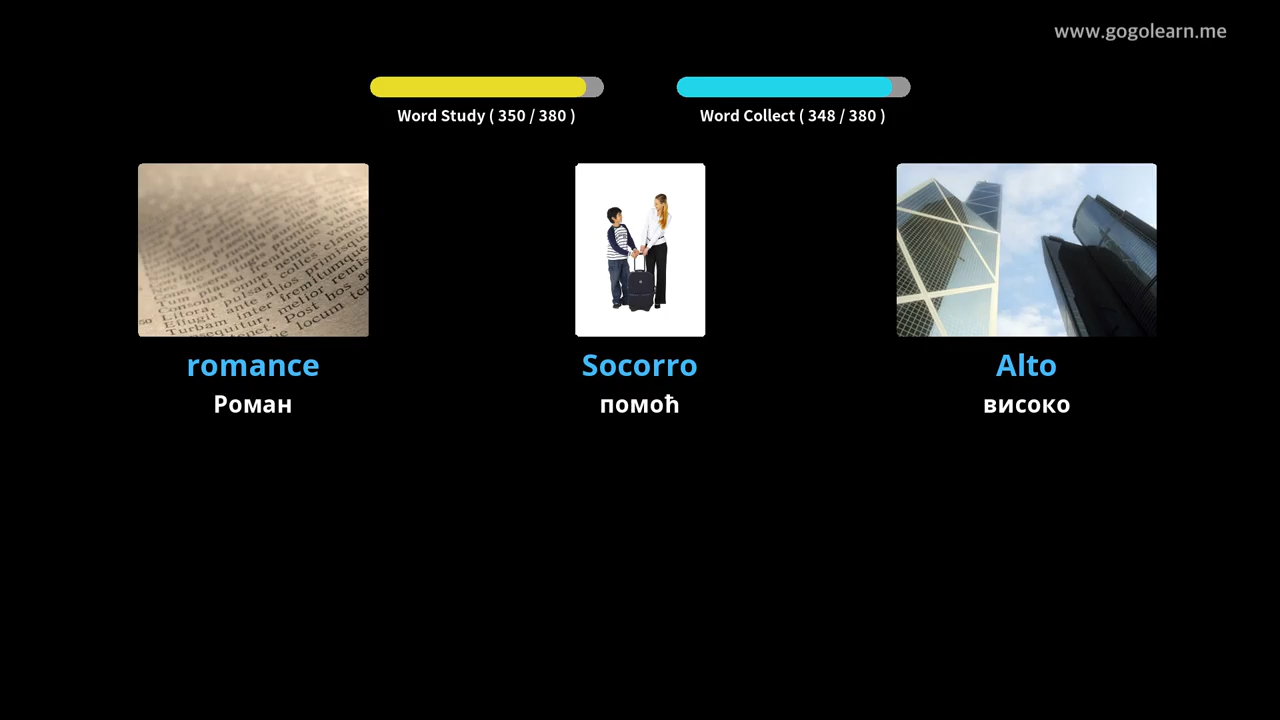 www.gogolearn.me
Word Study ( 350 / 380 )
Word Collect ( 348 / 380 )
romance
Socorro
Alto
Роман
помоћ
високо